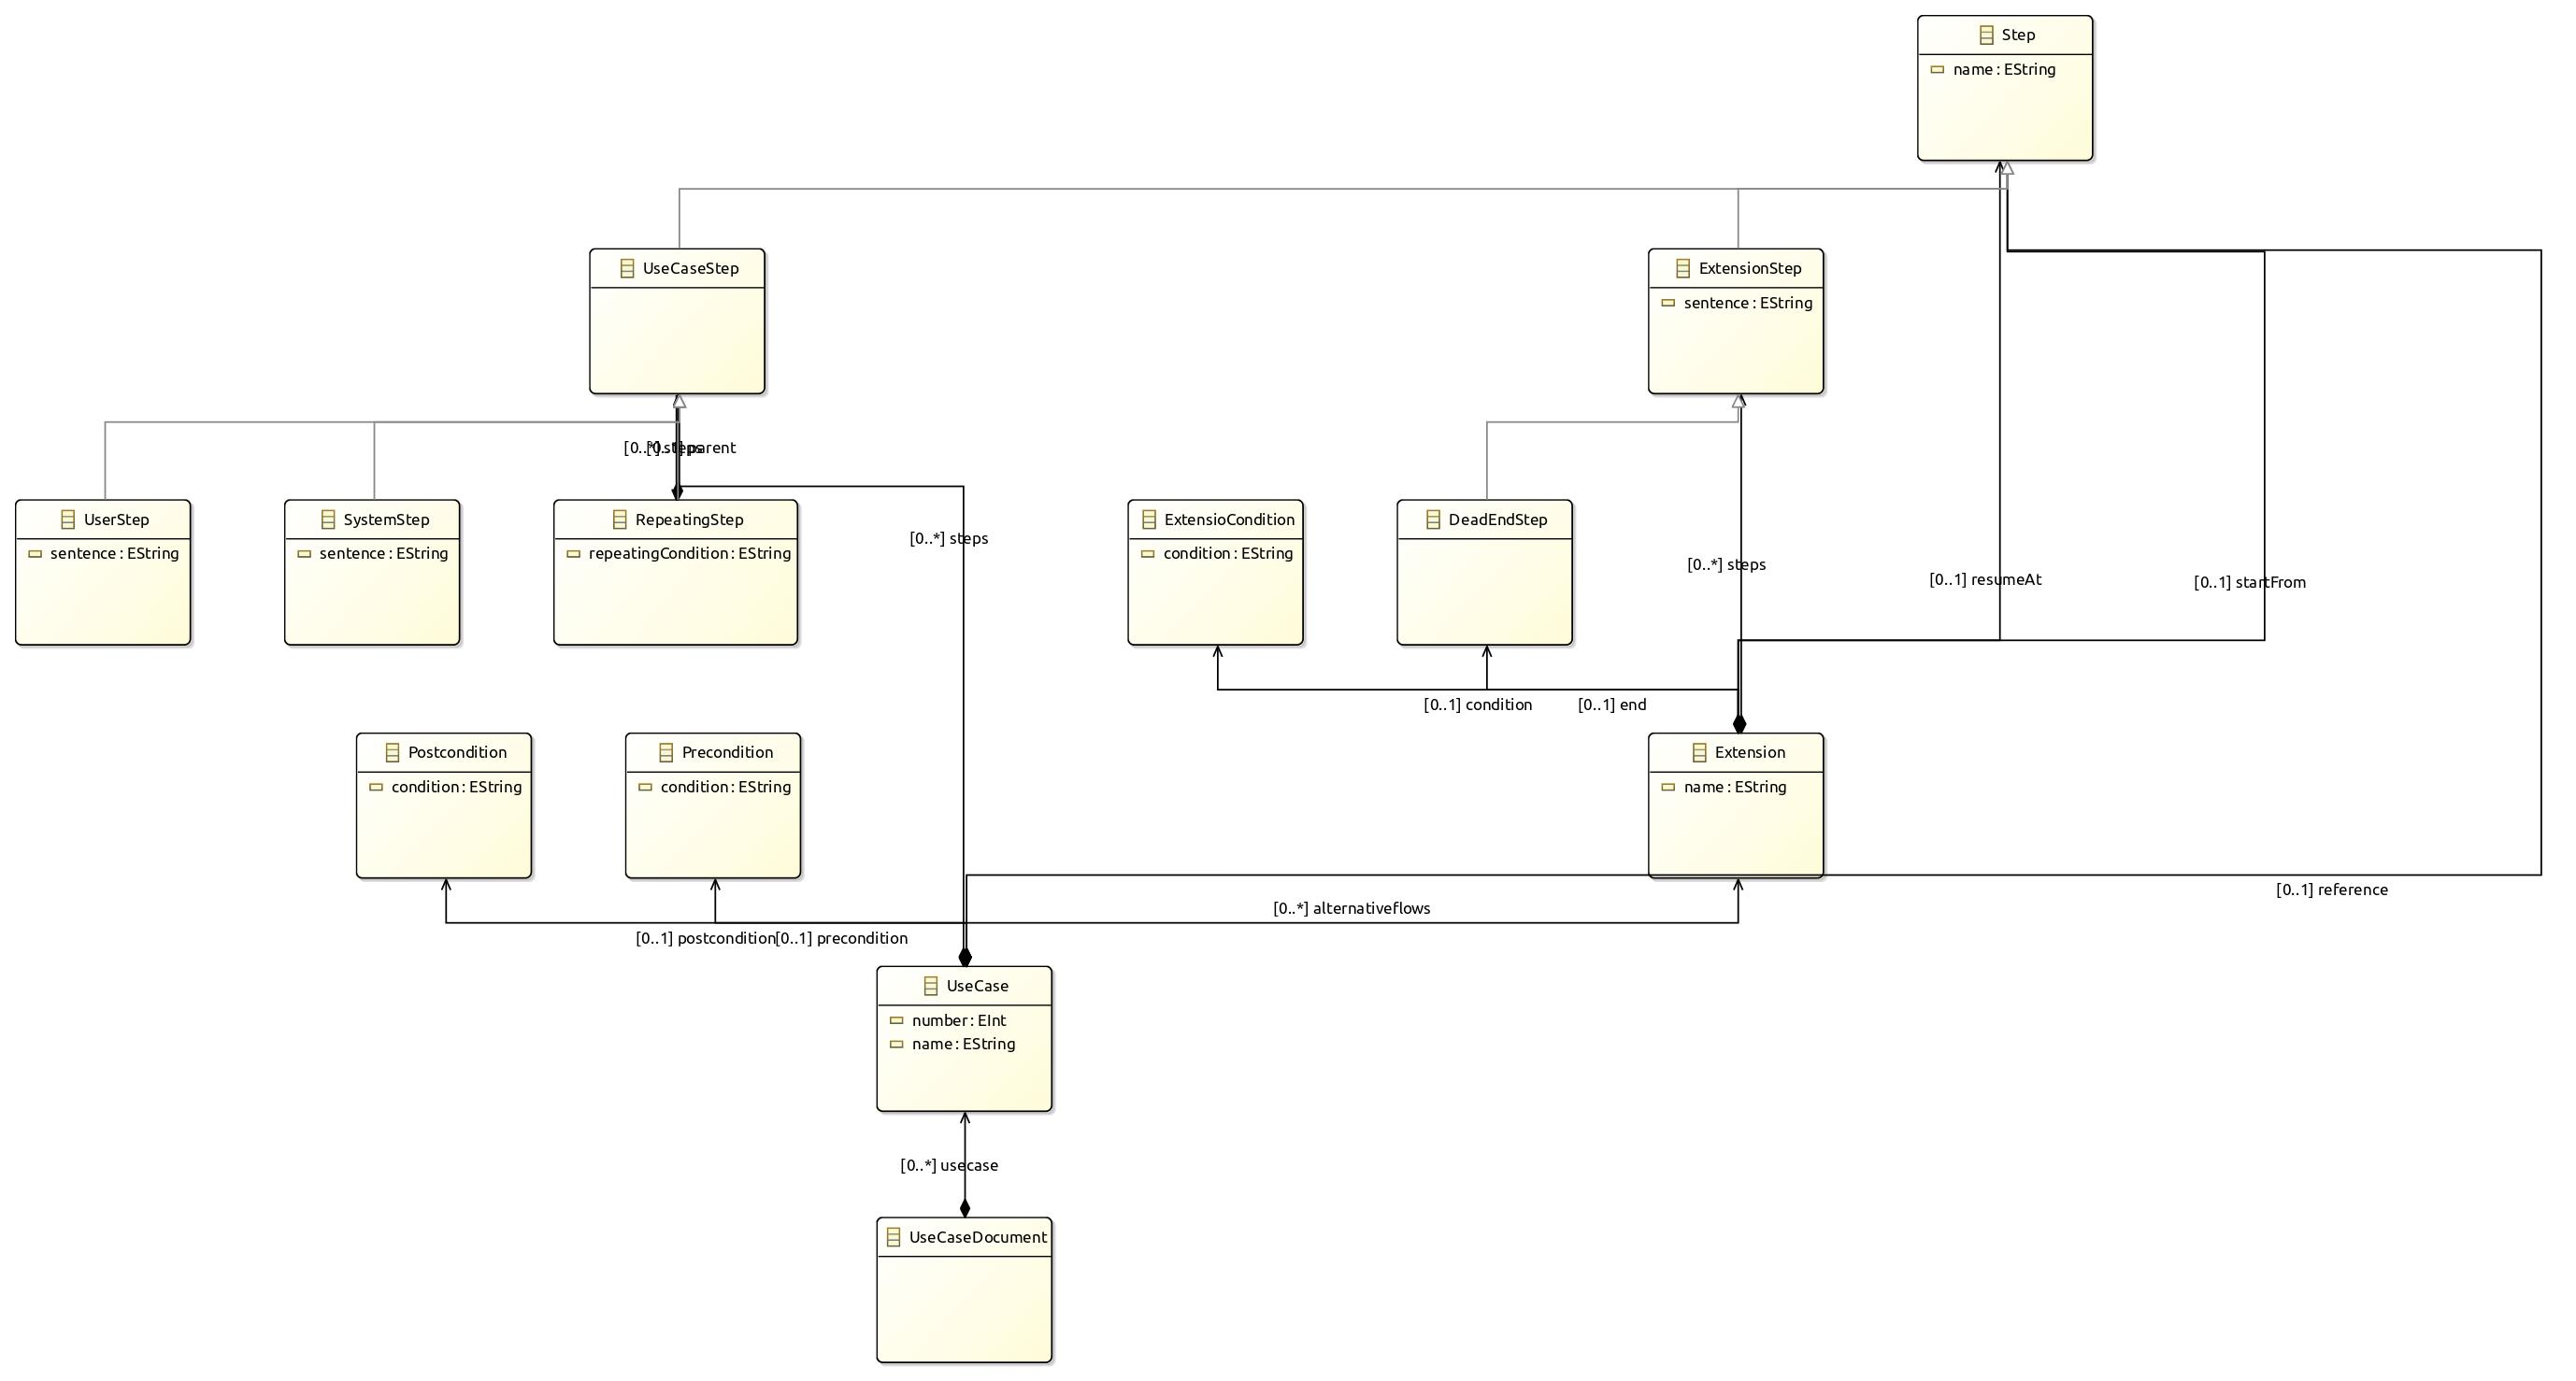 Step
name : EString
UseCaseStep
ExtensionStep
sentence : EString
[0..*] steps
[0..1] parent
UserStep
sentence : EString
SystemStep
sentence : EString
RepeatingStep
repeatingCondition : EString
[0..*] steps
ExtensioCondition
condition : EString
DeadEndStep
[0..*] steps
[0..1] resumeAt
[0..1] startFrom
[0..1] condition
[0..1] end
Postcondition
condition : EString
Precondition
condition : EString
Extension
name : EString
[0..1] reference
[0..*] alternativeflows
[0..1] postcondition
[0..1] precondition
UseCase
number : EInt
name : EString
[0..*] usecase
UseCaseDocument